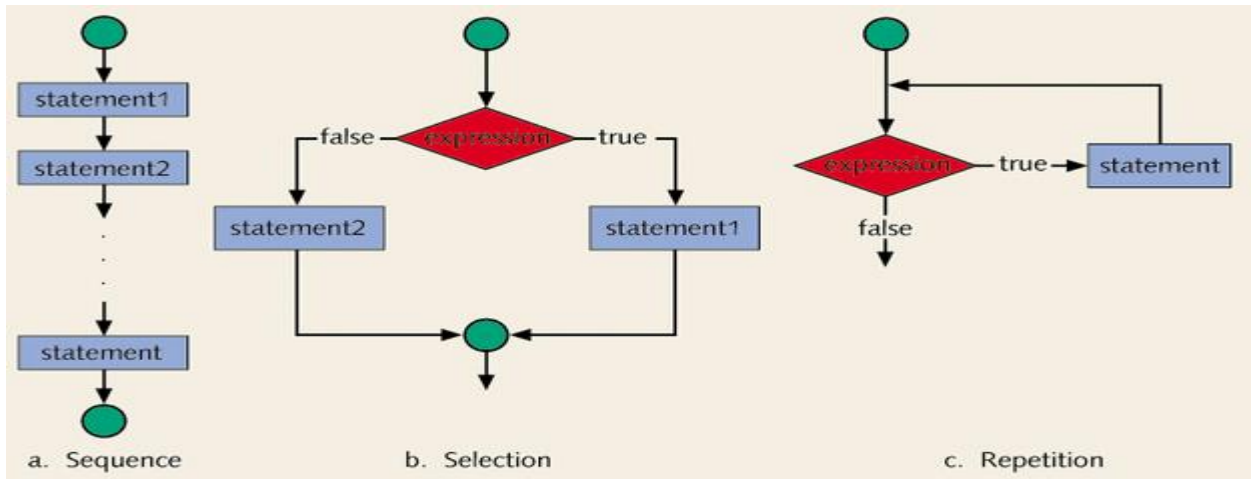 statement1
statement2
.
.
.
statement
a. Sequence
expression
false
true
statement2
statement1
b. Selection
expression
true
statement
false
c. Repetition